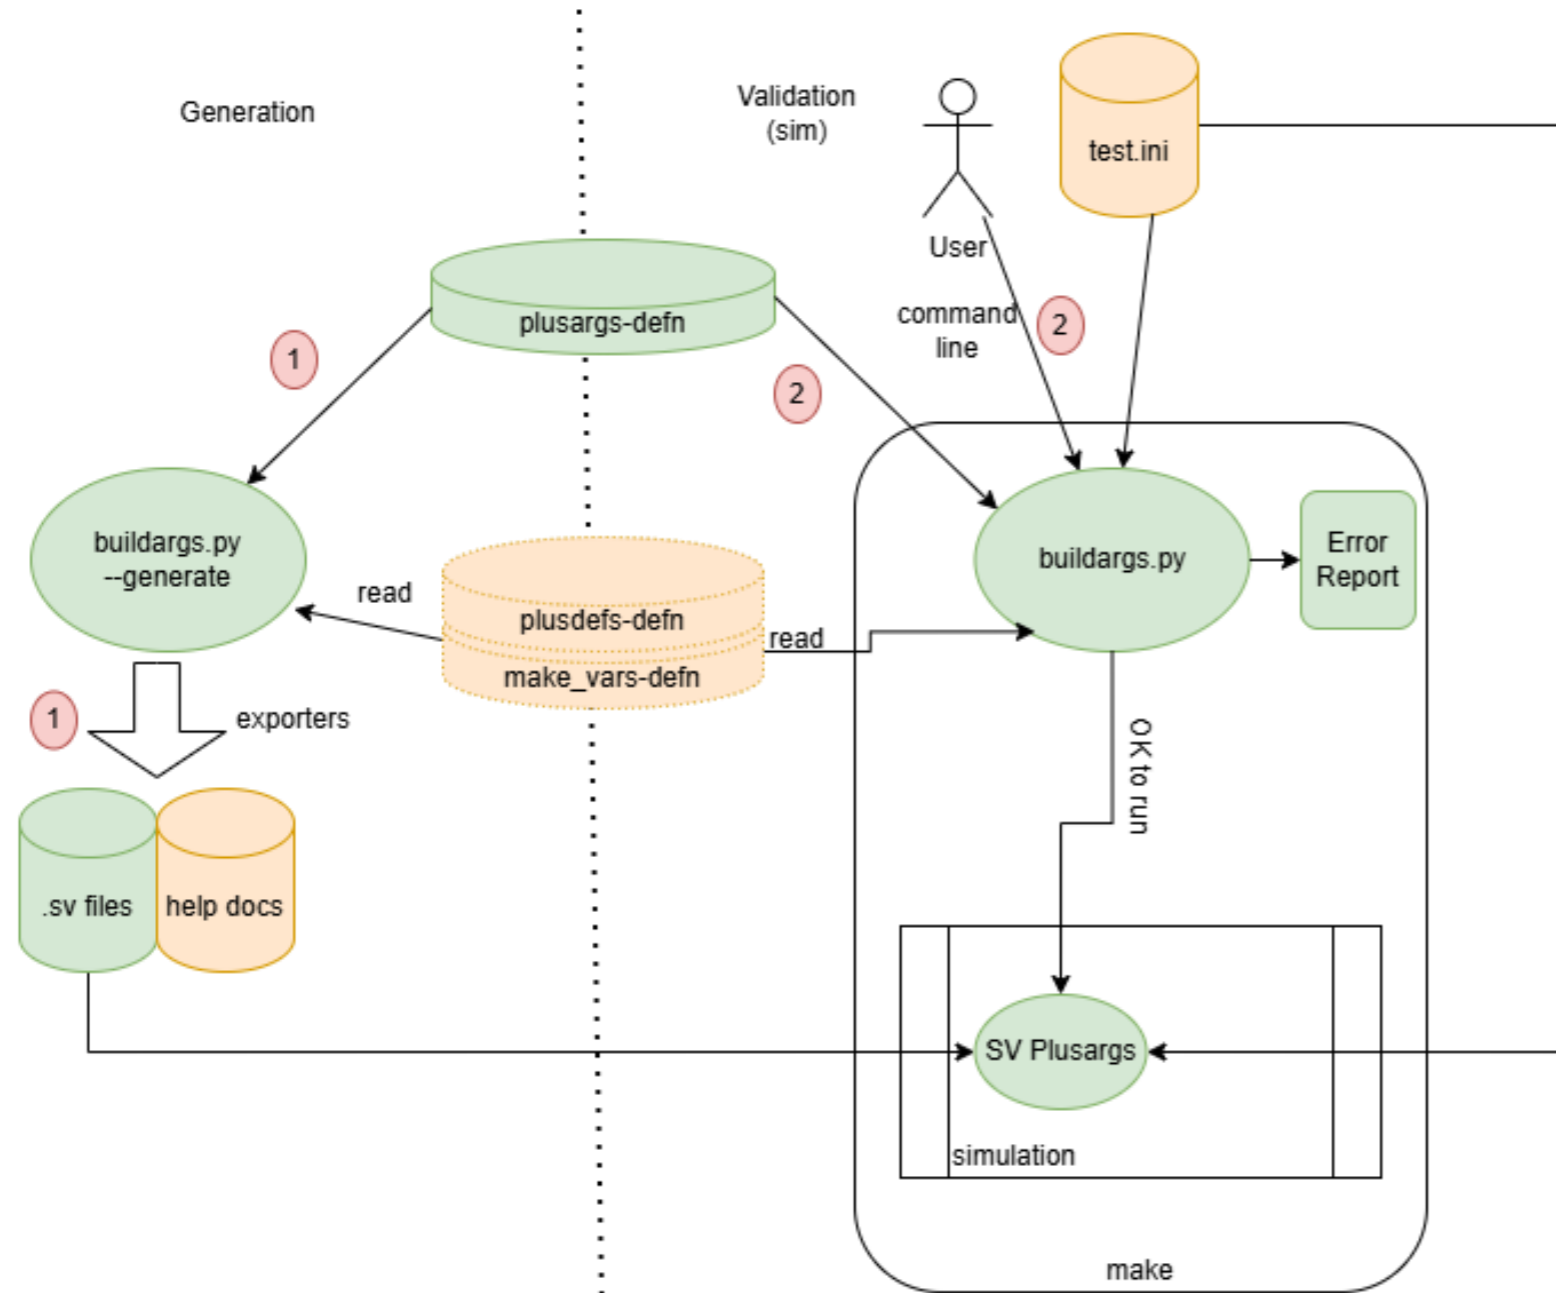 Generation
Validation
(sim)
test.ini
User
command
line
2
plusargs-defn
1
2
buildargs.py
--generate
read
plusdefs-defn
make_vars-defn
read
buildargs.py
Error
Report
1
exporters
OK to run
.sv files
help docs
SV Plusargs
simulation
make